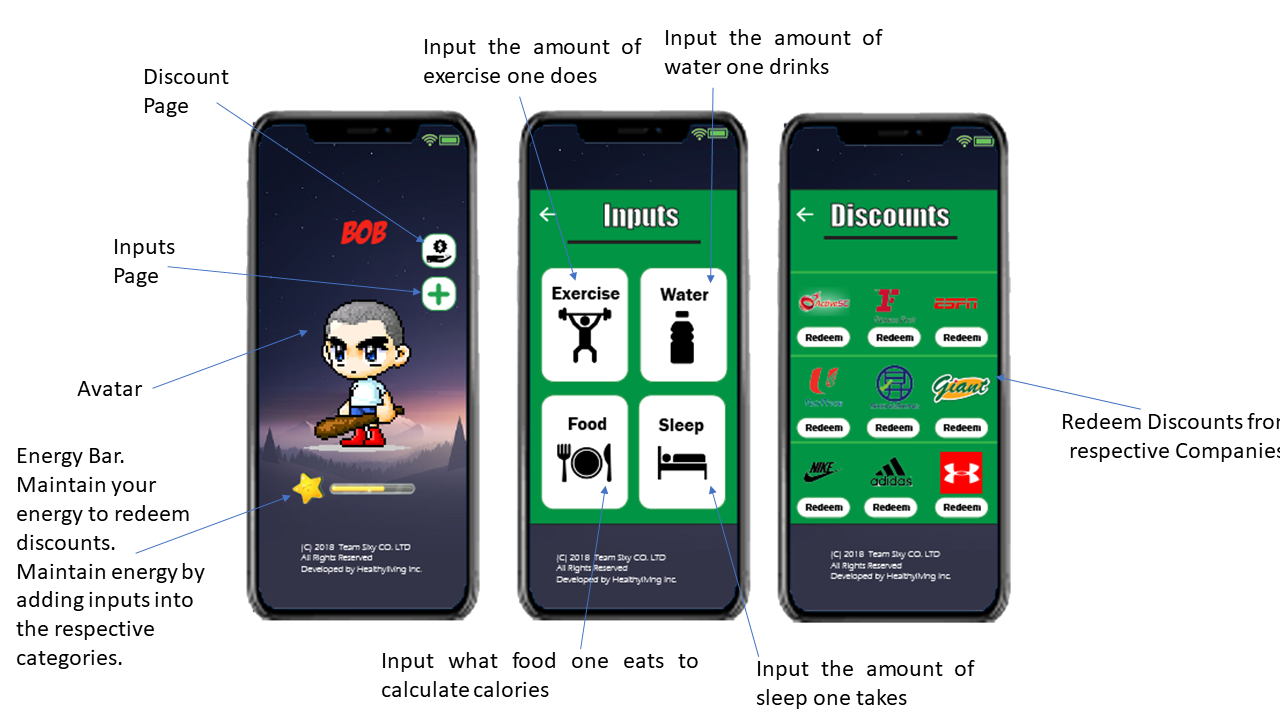 Input the amount of
exercise one does
Input the amount of
water one drinks
Discount
Page
Inputs
Page
Avatar
Energy Bar.
Maintain your
energy to redeem
discounts.
Maintain energy by
adding inputs into
the respective
categories.
BOB
(C) 2018 Team Sixy CO. LTD
All Rights Reserved
Developed by Healthyliving Inc.
Inputs
Exercise
Water
Food
Sleep
(C) 2018 Team Sixy CO. LTD
All Rights Reserved
Developed by Healthyliving Inc.
Discounts
ActiveSG
ESPN
Redeem
Redeem
Redeem
Giant
Redeem
Redeem
Redeem
NIKE
adidas
Redeem
Redeem
Redeem
(C) 2018 Team Sixy CO. LTD
All Rights Reserved
Developed by Healthyliving Inc.
Redeem Discounts from
respective Companies
Input what food one eats to
calculate calories
Input the amount of
sleep one takes